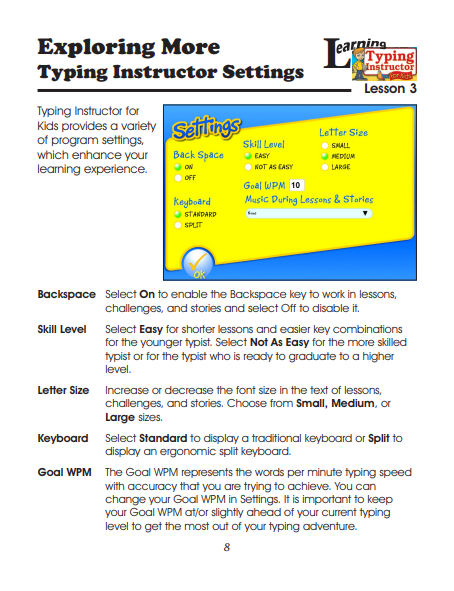 Exploring More
Typing Instructor Settings
Learning
Typing
Instructor
for Kids
Lesson 3
Typing Instructor for
Kids provides a variety
of program settings,
which enhance your
learning experience.
Settings
Back Space
ON
OFF
Keyboard
STANDARD
SPLIT
Skill Level
EASY
NOT AS EASY
Goal WPM 10
Music During Lessons & Stories
Letter Size
SMALL
MEDIUM
LARGE
OK
Backspace Select On to enable the Backspace key to work in lessons,
challenges, and stories and select Off to disable it.
Skill Level Select Easy for shorter lessons and easier key combinations
for the younger typist. Select Not As Easy for the more skilled
typist or for the typist who is ready to graduate to a higher
level.
Letter Size Increase or decrease the font size in the text of lessons,
challenges, and stories. Choose from Small, Medium, or
Large sizes.
Keyboard Select Standard to display a traditional keyboard or Split to
display an ergonomic split keyboard.
Goal WPM The Goal WPM represents the words per minute typing speed
with accuracy that you are trying to achieve. You can
change your Goal WPM in Settings. It is important to keep
your Goal WPM at/or slightly ahead of your current typing
level to get the most out of your typing adventure.
8